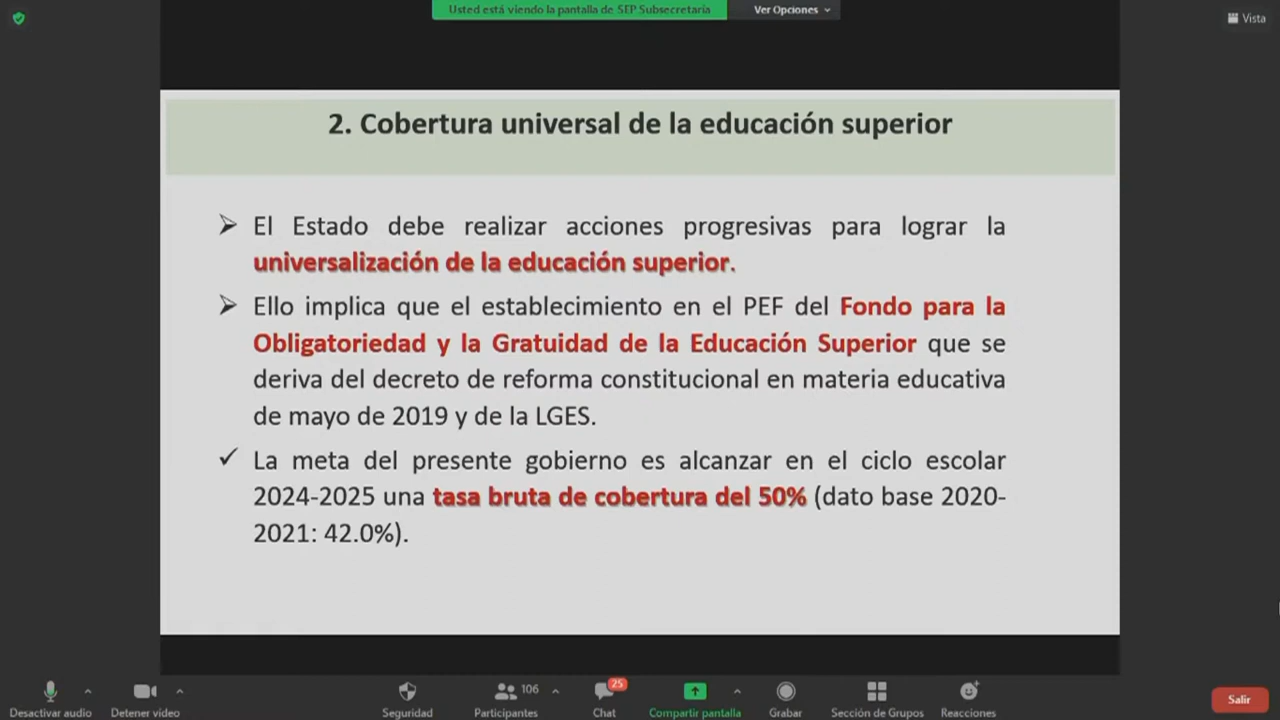 Usted está viendo la pantalla de SEP Subsecretaría
Ver Opciones
Vista
2. Cobertura universal de la educación superior
El Estado debe realizar acciones progresivas para lograr la
universalización de la educación superior.
Ello implica que el establecimiento en el PEF del Fondo para la
Obligatoriedad y la Gratuidad de la Educación Superior que se
deriva del decreto de reforma constitucional en materia educativa
de mayo de 2019 y de la LGES.
La meta del presente gobierno es alcanzar en el ciclo escolar
2024-2025 una tasa bruta de cobertura del 50% (dato base 2020-
2021: 42.0%).
106
25
Desactivar audio
Detener video
Seguridad
Participantes
Chat
Compartir pantalla
Grabar
Sección de Grupos
Reacciones
Salir